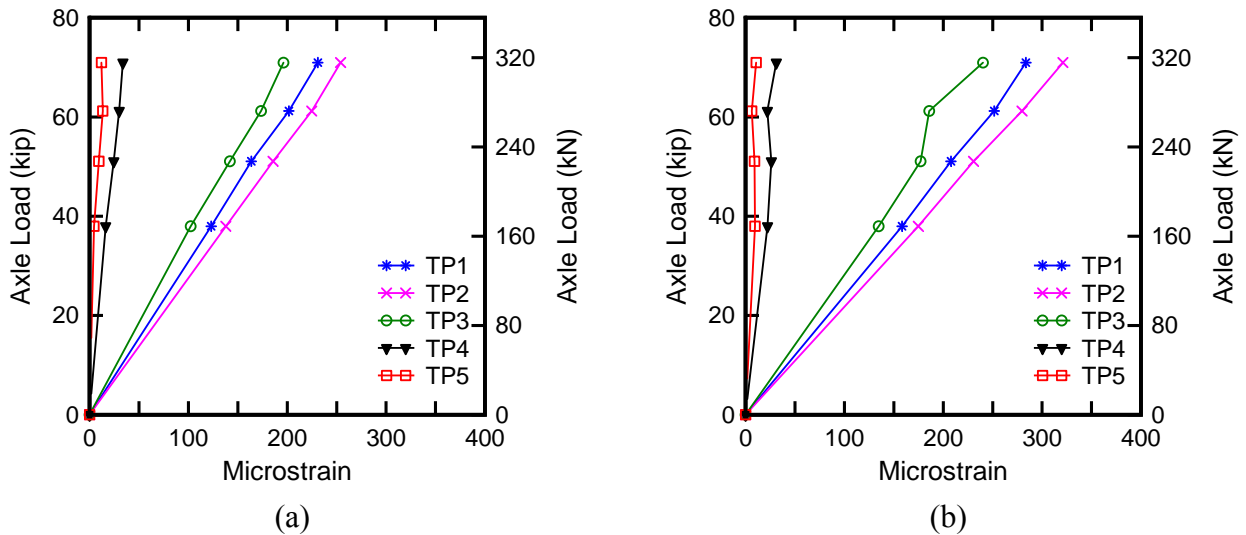 80
60
40
20
0
Axle Load (kip)
320
240
160
80
0
Axle Load (kN)
TP1
TP2
TP3
TP4
TP5
0 100 200 300 400
Microstrain
(a)
80
60
40
20
0
Axle Load (kip)
320
240
160
80
0
Axle Load (kN)
TP1
TP2
TP3
TP4
TP5
0 100 200 300 400
Microstrain
(b)